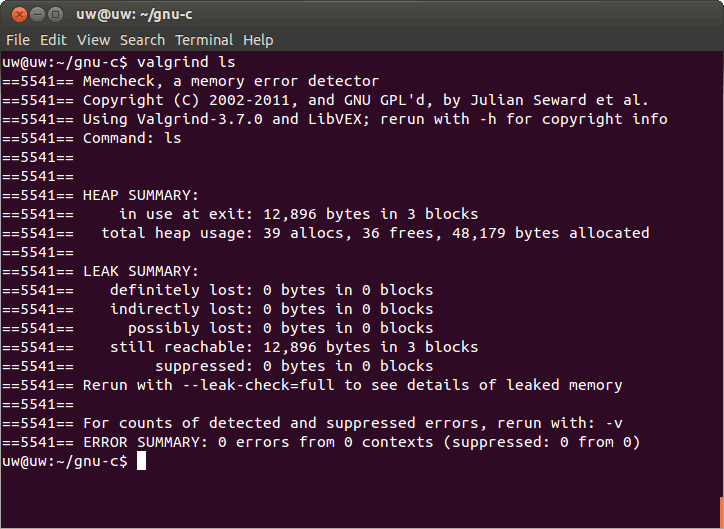 uw@uw: ~/gnu-c
File Edit View Search Terminal Help
uw@uw:~/gnu-c$ valgrind ls
==5541== Memcheck, a memory error detector
==5541== Copyright (C) 2002-2011, and GNU GPL'd, by Julian Seward et al.
==5541== Using Valgrind-3.7.0 and LibVEX; rerun with -h for copyright info
==5541== Command: ls
==5541==
==5541==
==5541== HEAP SUMMARY:
==5541==     in use at exit: 12,896 bytes in 3 blocks
==5541==   total heap usage: 39 allocs, 36 frees, 48,179 bytes allocated
==5541==
==5541== LEAK SUMMARY:
==5541==    definitely lost: 0 bytes in 0 blocks
==5541==    indirectly lost: 0 bytes in 0 blocks
==5541==      possibly lost: 0 bytes in 0 blocks
==5541==    still reachable: 12,896 bytes in 3 blocks
==5541==         suppressed: 0 bytes in 0 blocks
==5541== Rerun with --leak-check=full to see details of leaked memory
==5541==
==5541== For counts of detected and suppressed errors, rerun with: -v
==5541== ERROR SUMMARY: 0 errors from 0 contexts (suppressed: 0 from 0)
uw@uw:~/gnu-c$